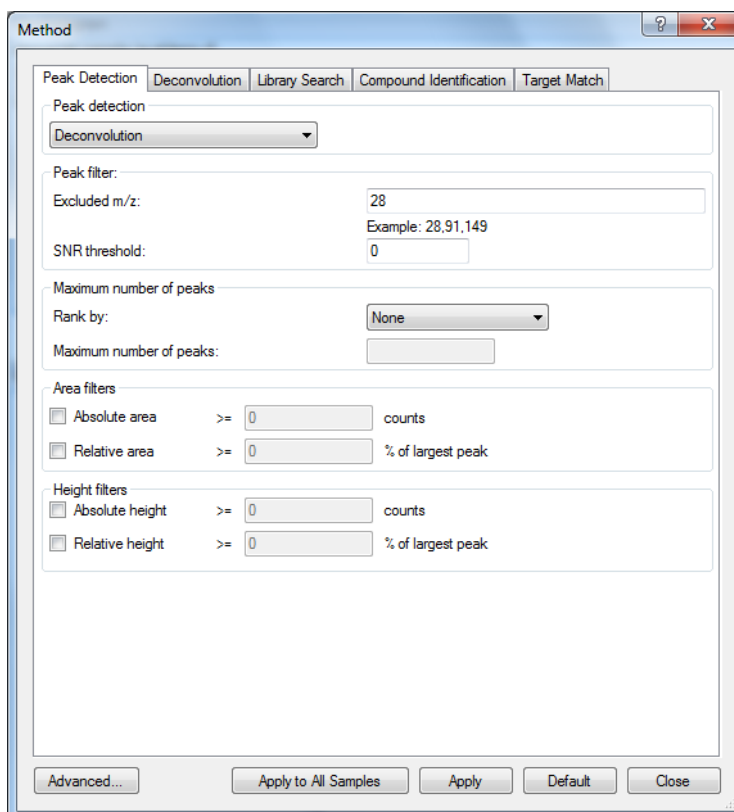 Method
Peak Detection Deconvolution Library Search Compound Identification Target Match
Peak detection
Deconvolution
Peak filter:
Excluded m/z: 28
Example: 28,91,149
SNR threshold: 0
Maximum number of peaks
Rank by: None
Maximum number of peaks:
Area filters
Absolute area >= 0 counts
Relative area >= 0 % of largest peak
Height filters
Absolute height >= 0 counts
Relative height >= 0 % of largest peak
Advanced... Apply to All Samples Apply Default Close